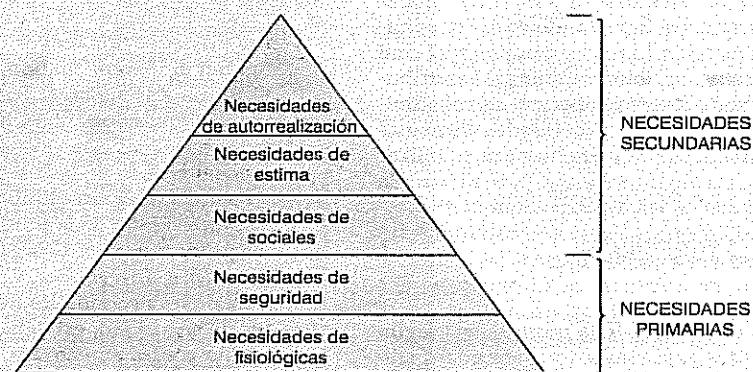 Necesidades
de autorrealización
Necesidades de
estima
Necesidades de
sociales
Necesidades de
seguridad
Necesidades de
fisiológicas
NECESIDADES
SECUNDARIAS
NECESIDADES
PRIMARIAS